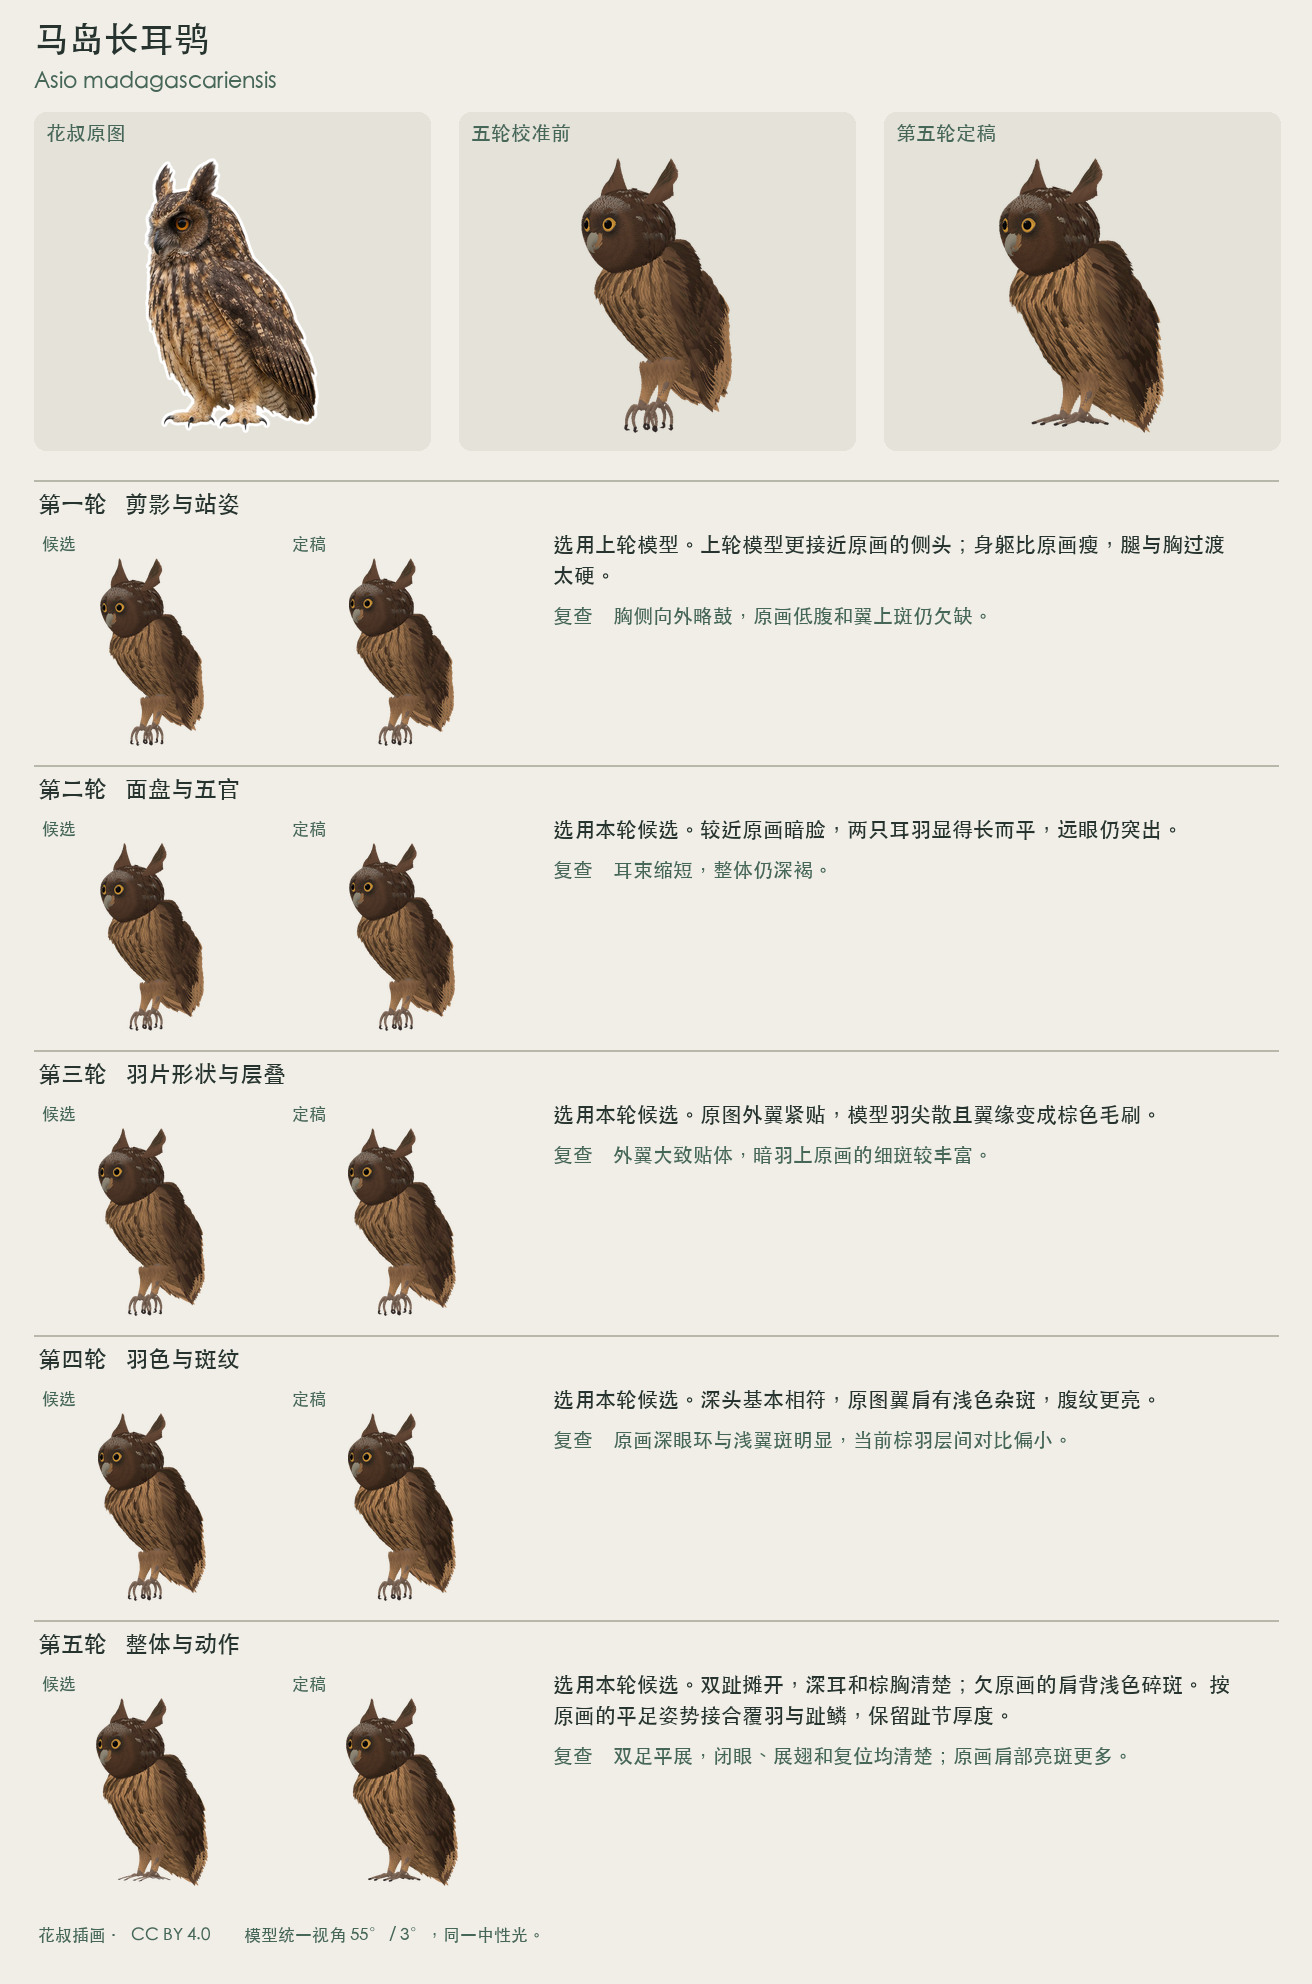 马岛长耳鸮
Asio madagascariensis
花叔原图
五轮校准前
第五轮定稿
第一轮 剪影与站姿
候选
定稿
选用上轮模型。上轮模型更接近原画的侧头；身躯比原画瘦，腿与胸过渡
太硬。
复查 胸侧向外略鼓，原画低腹和翼上斑仍欠缺。
第二轮 面盘与五官
候选
定稿
选用本轮候选。较近原画暗脸，两只耳羽显得长而平，远眼仍突出。
复查 耳束缩短，整体仍深褐。
第三轮 羽片形状与层叠
候选
定稿
选用本轮候选。原图外翼紧贴，模型羽尖散且翼缘变成棕色毛刷。
复查 外翼大致贴体，暗羽上原画的细斑较丰富。
第四轮 羽色与斑纹
候选
定稿
选用本轮候选。深头基本相符，原图翼肩有浅色杂斑，腹纹更亮。
复查 原画深眼环与浅翼斑明显，当前棕羽层间对比偏小。
第五轮 整体与动作
候选
定稿
选用本轮候选。双趾摊开，深耳和棕胸清楚；欠原画的肩背浅色碎斑。 按
原画的平足姿势接合覆羽与趾鳞，保留趾节厚度。
复查 双足平展，闭眼、展翅和复位均清楚；原画肩部亮斑更多。
花叔插画 · CC BY 4.0 模型统一视角 55° / 3°，同一中性光。